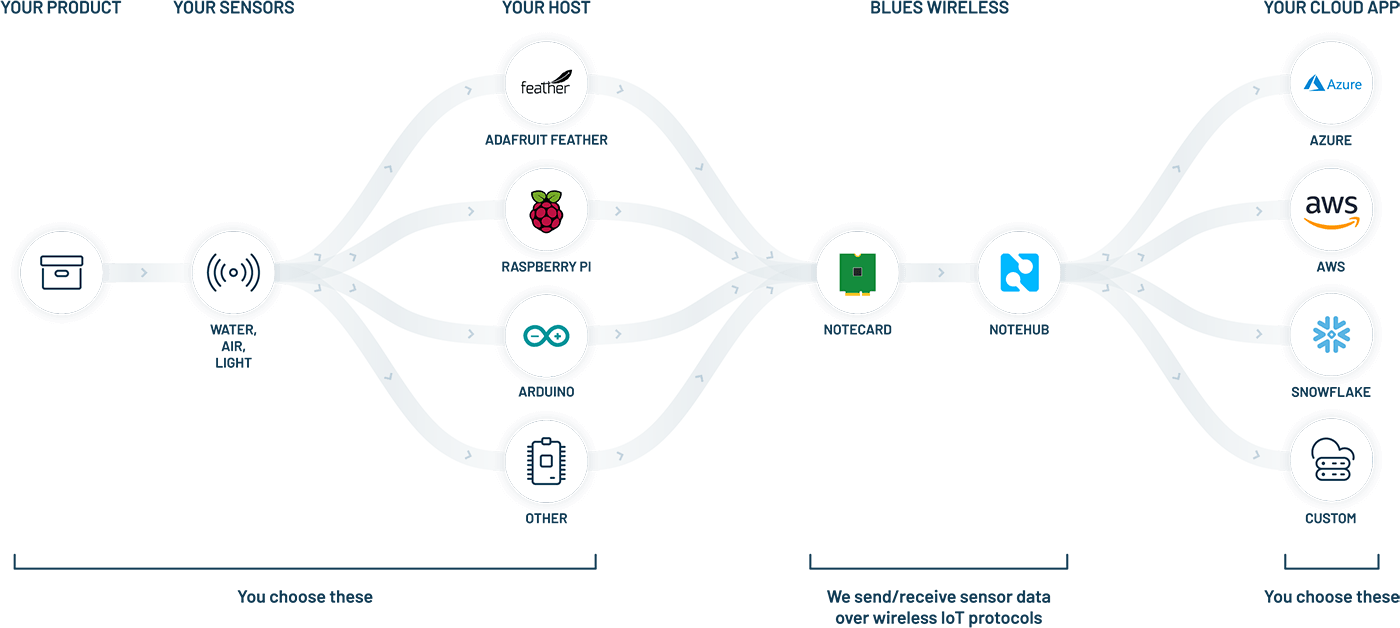 YOUR PRODUCT
YOUR SENSORS
YOUR HOST
BLUES WIRELESS
YOUR CLOUD APP
feather
ADAFRUIT FEATHER
Azure
AZURE
RASPBERRY PI
aws
AWS
WATER,
AIR,
LIGHT
NOTECARD
NOTEHUB
ARDUINO
SNOWFLAKE
OTHER
CUSTOM
You choose these
We send/receive sensor data
over wireless IoT protocols
You choose these